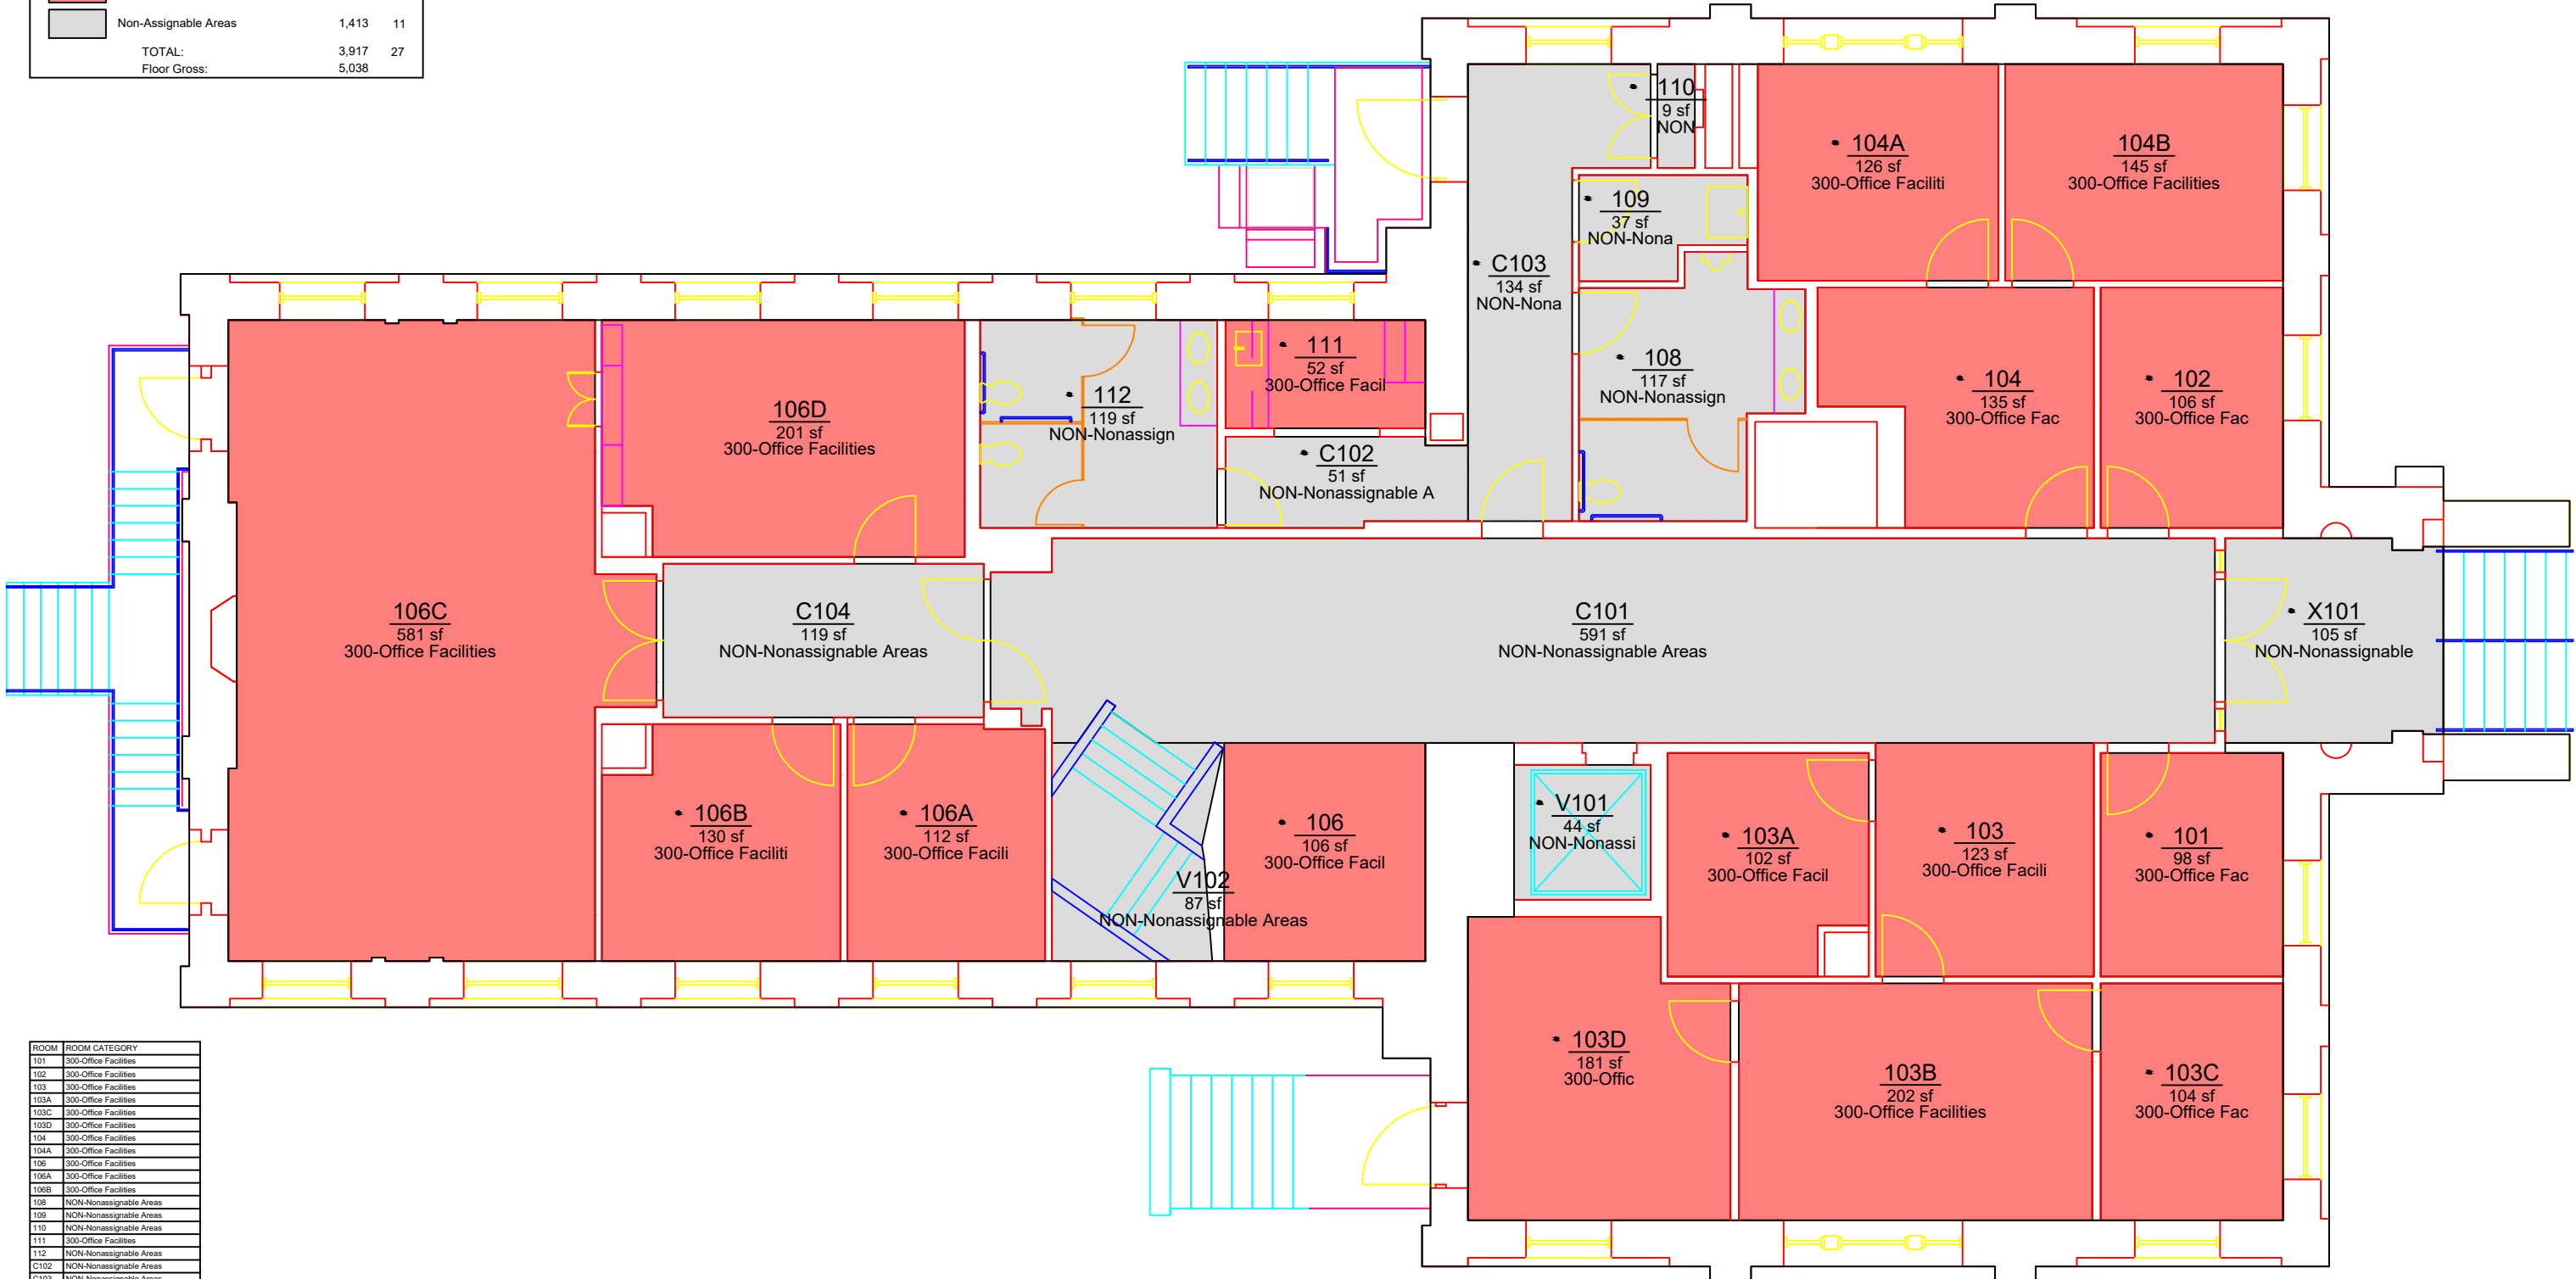 Non-Assignable Areas 1,413 11
TOTAL: 3,917 27
Floor Gross: 5,038
110
9 sf
NON
104A
126 sf
300-Office Faciliti
104B
145 sf
300-Office Facilities
109
37 sf
NON-Nona
C103
134 sf
NON-Nona
111
52 sf
300-Office Facil
108
117 sf
NON-Nonassign
104
135 sf
300-Office Fac
102
106 sf
300-Office Fac
106D
201 sf
300-Office Facilities
112
119 sf
NON-Nonassign
C102
51 sf
NON-Nonassignable A
106C
581 sf
300-Office Facilities
C104
119 sf
NON-Nonassignable Areas
C101
591 sf
NON-Nonassignable Areas
X101
105 sf
NON-Nonassignable
106B
130 sf
300-Office Faciliti
106A
112 sf
300-Office Facili
V102
87 sf
NON-Nonassignable Areas
106
106 sf
300-Office Facil
V101
44 sf
NON-Nonassi
103A
102 sf
300-Office Facil
103
123 sf
300-Office Facili
101
98 sf
300-Office Fac
103D
181 sf
300-Offic
103B
202 sf
300-Office Facilities
103C
104 sf
300-Office Fac
ROOM ROOM CATEGORY
101 300-Office Facilities
102 300-Office Facilities
103 300-Office Facilities
103A 300-Office Facilities
103C 300-Office Facilities
103D 300-Office Facilities
104 300-Office Facilities
104A 300-Office Facilities
106 300-Office Facilities
106A 300-Office Facilities
106B 300-Office Facilities
108 NON-Nonassignable Areas
109 NON-Nonassignable Areas
110 NON-Nonassignable Areas
111 300-Office Facilities
112 NON-Nonassignable Areas
C102 NON-Nonassignable Areas
C103 NON-Nonassignable Areas